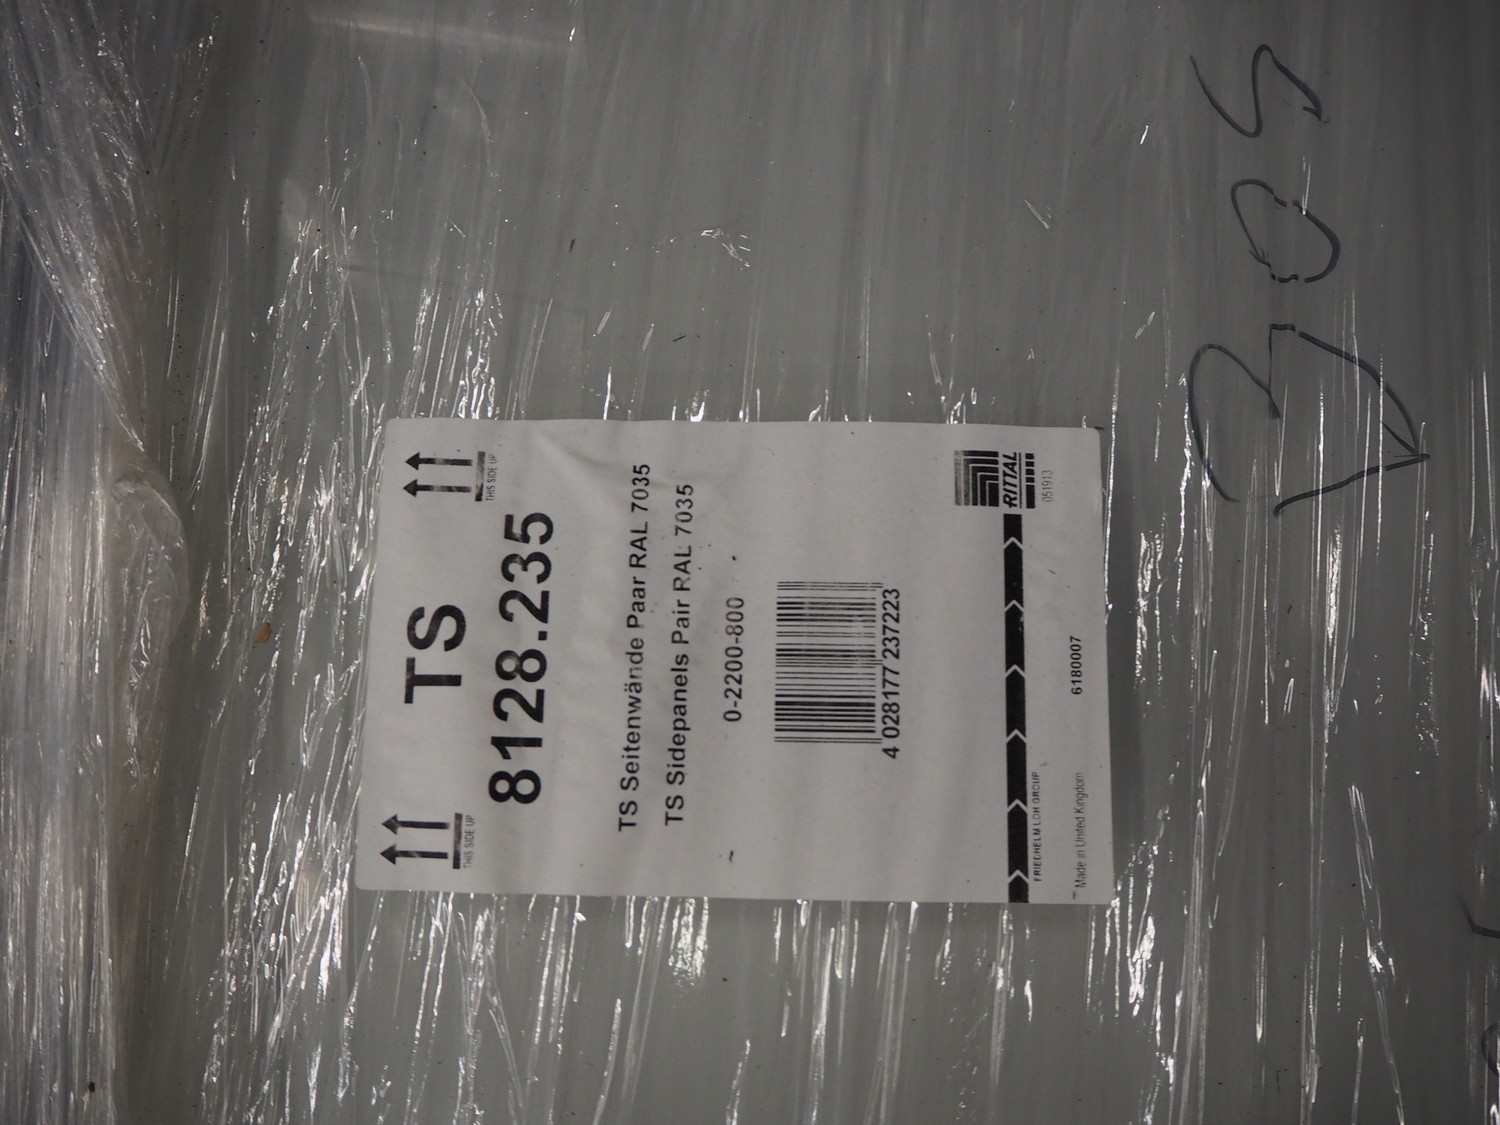 THIS SIDE UP
THIS SIDE UP
TS
8128.235
TS Seitenwände Paar RAL 7035
TS Sidepanels Pair RAL 7035
0-2200-800
4 028177 237223
RITTAL
051913
FRIEDHELM LOH GROUP
6180007
Made in United Kingdom
305